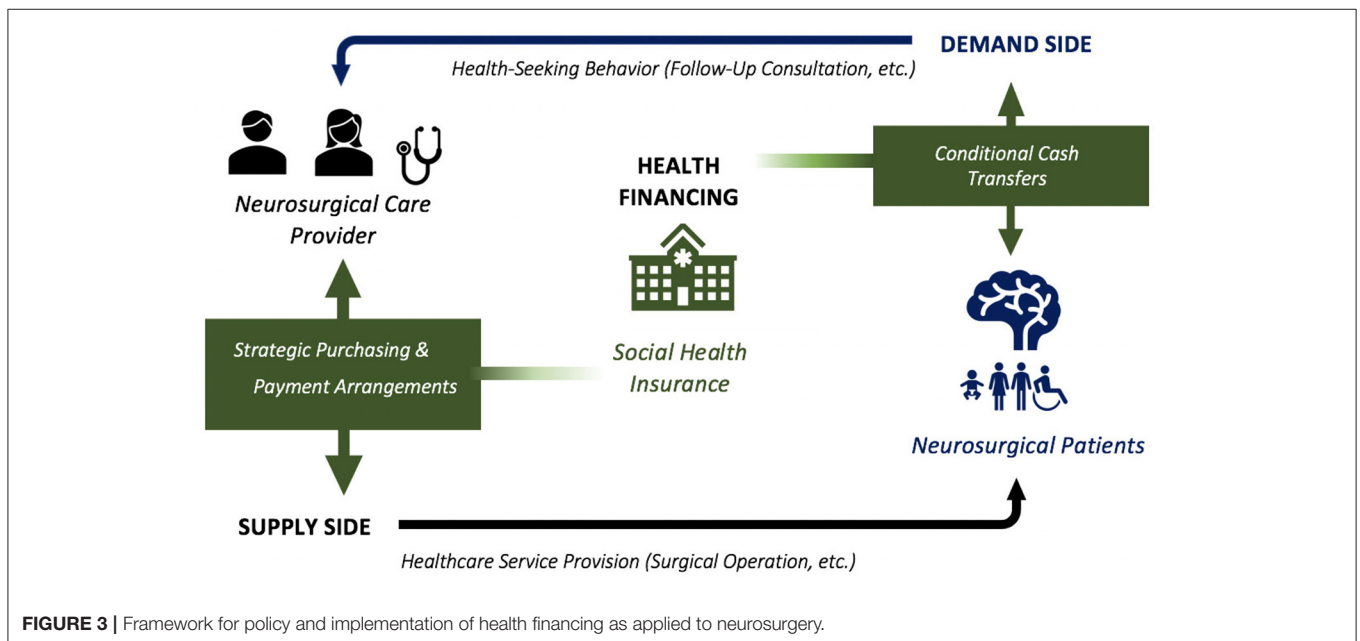 DEMAND SIDE
Health-Seeking Behavior (Follow-Up Consultation, etc.)
Neurosurgical Care
Provider
HEALTH
FINANCING
Conditional Cash
Transfers
Strategic Purchasing &
Payment Arrangements
Social Health
Insurance
Neurosurgical Patients
SUPPLY SIDE
Healthcare Service Provision (Surgical Operation, etc.)
FIGURE 3 | Framework for policy and implementation of health financing as applied to neurosurgery.